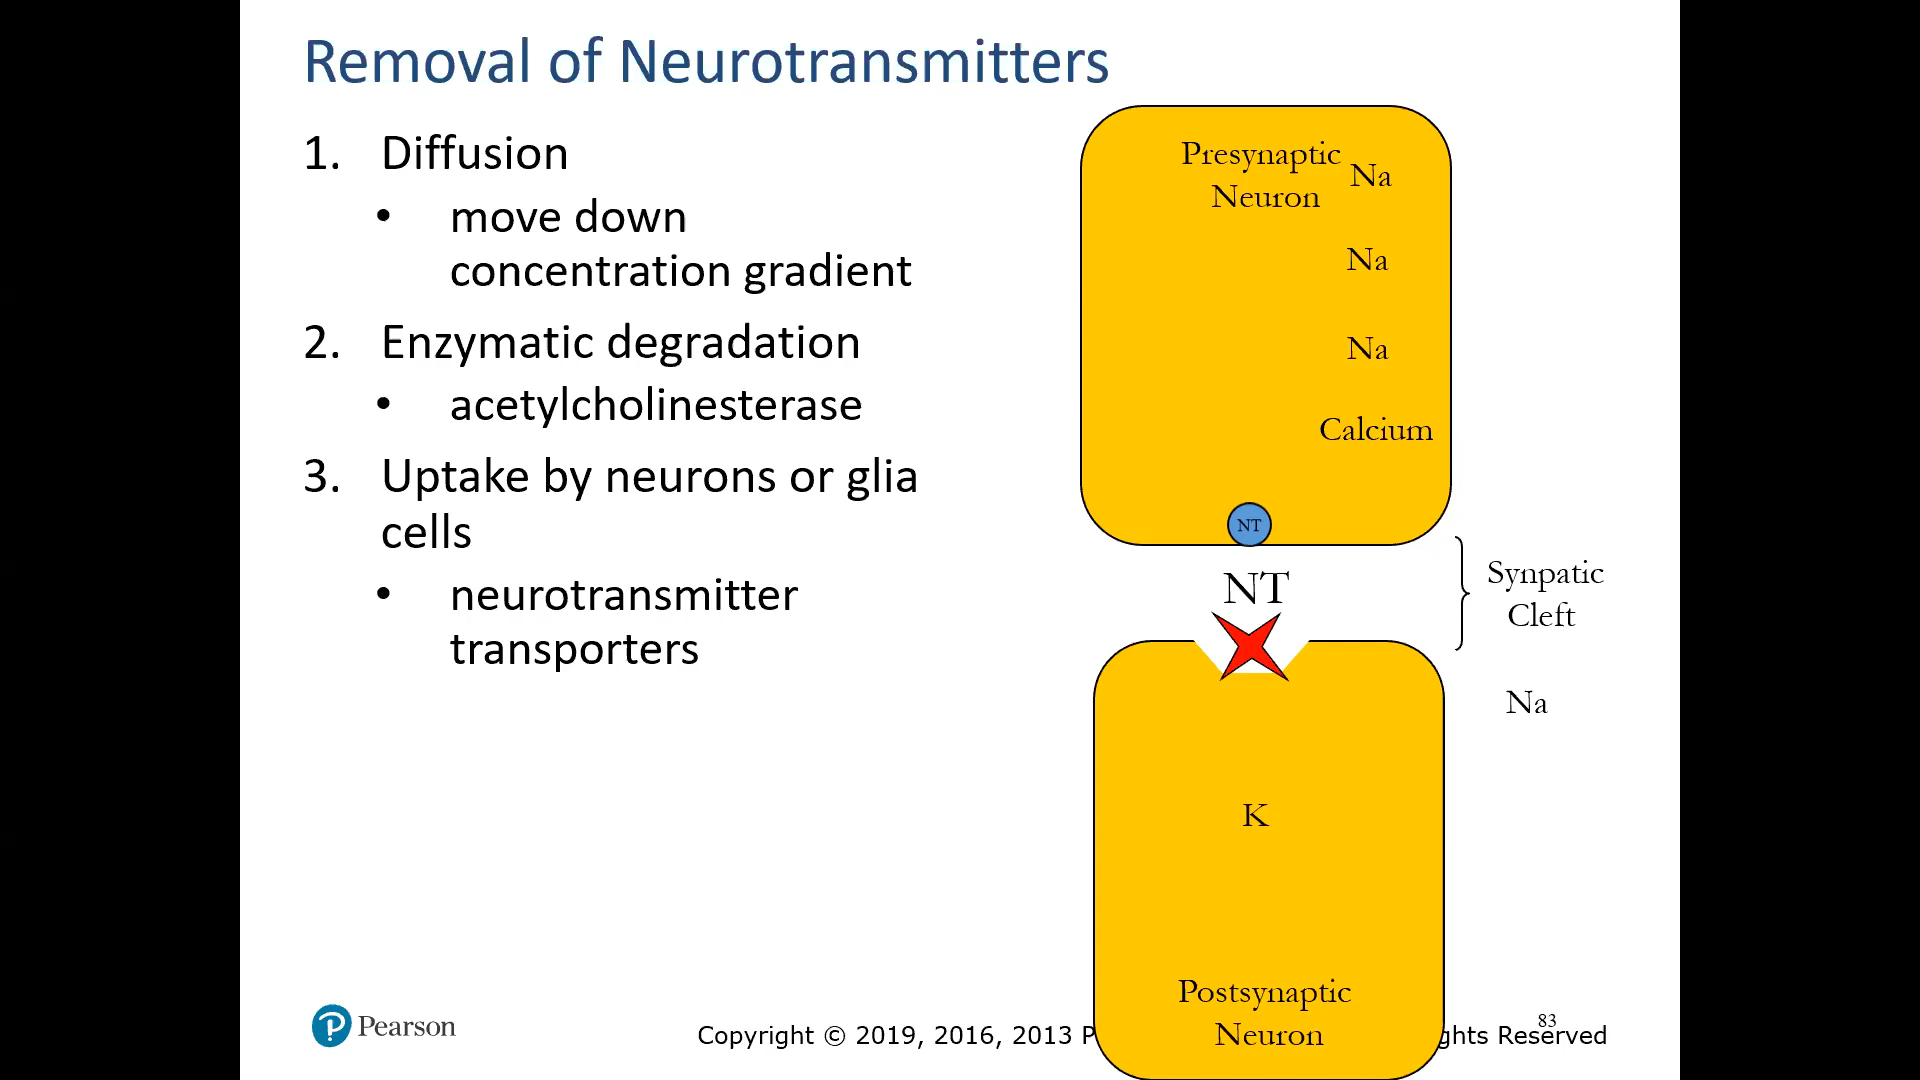 Removal of Neurotransmitters
1. Diffusion
• move down
concentration gradient
2. Enzymatic degradation
• acetylcholinesterase
3. Uptake by neurons or glia
cells
• neurotransmitter
transporters
Presynaptic
Neuron
Na
Na
Na
Calcium
NT
NT
Synpatic
Cleft
Na
K
Postsynaptic
Neuron
Pearson
Copyright © 2019, 2016, 2013 P
ghts Reserved
83